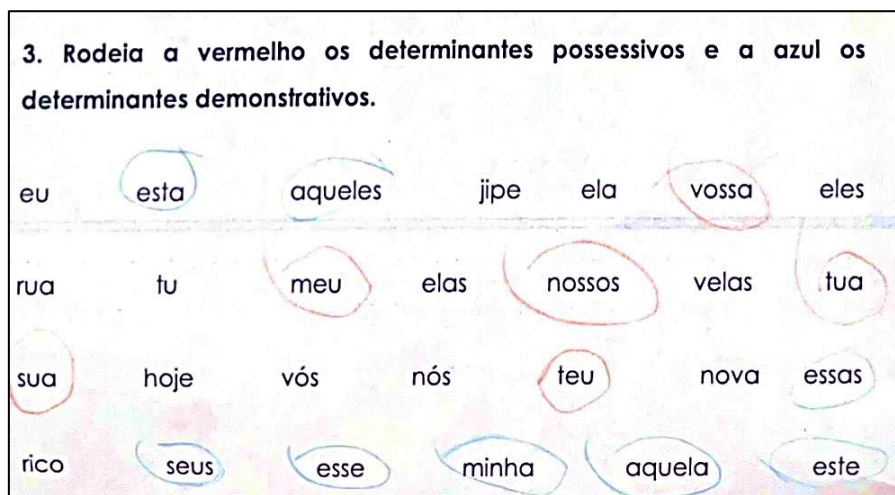 3. Rodeia a vermelho os determinantes possessivos e a azul os
determinantes demonstrativos.
eu esta aqueles jipe ela vossa eles
rua tu meu elas nossos velas tua
sua hoje vós nós teu nova essas
rico seus esse minha aquela este